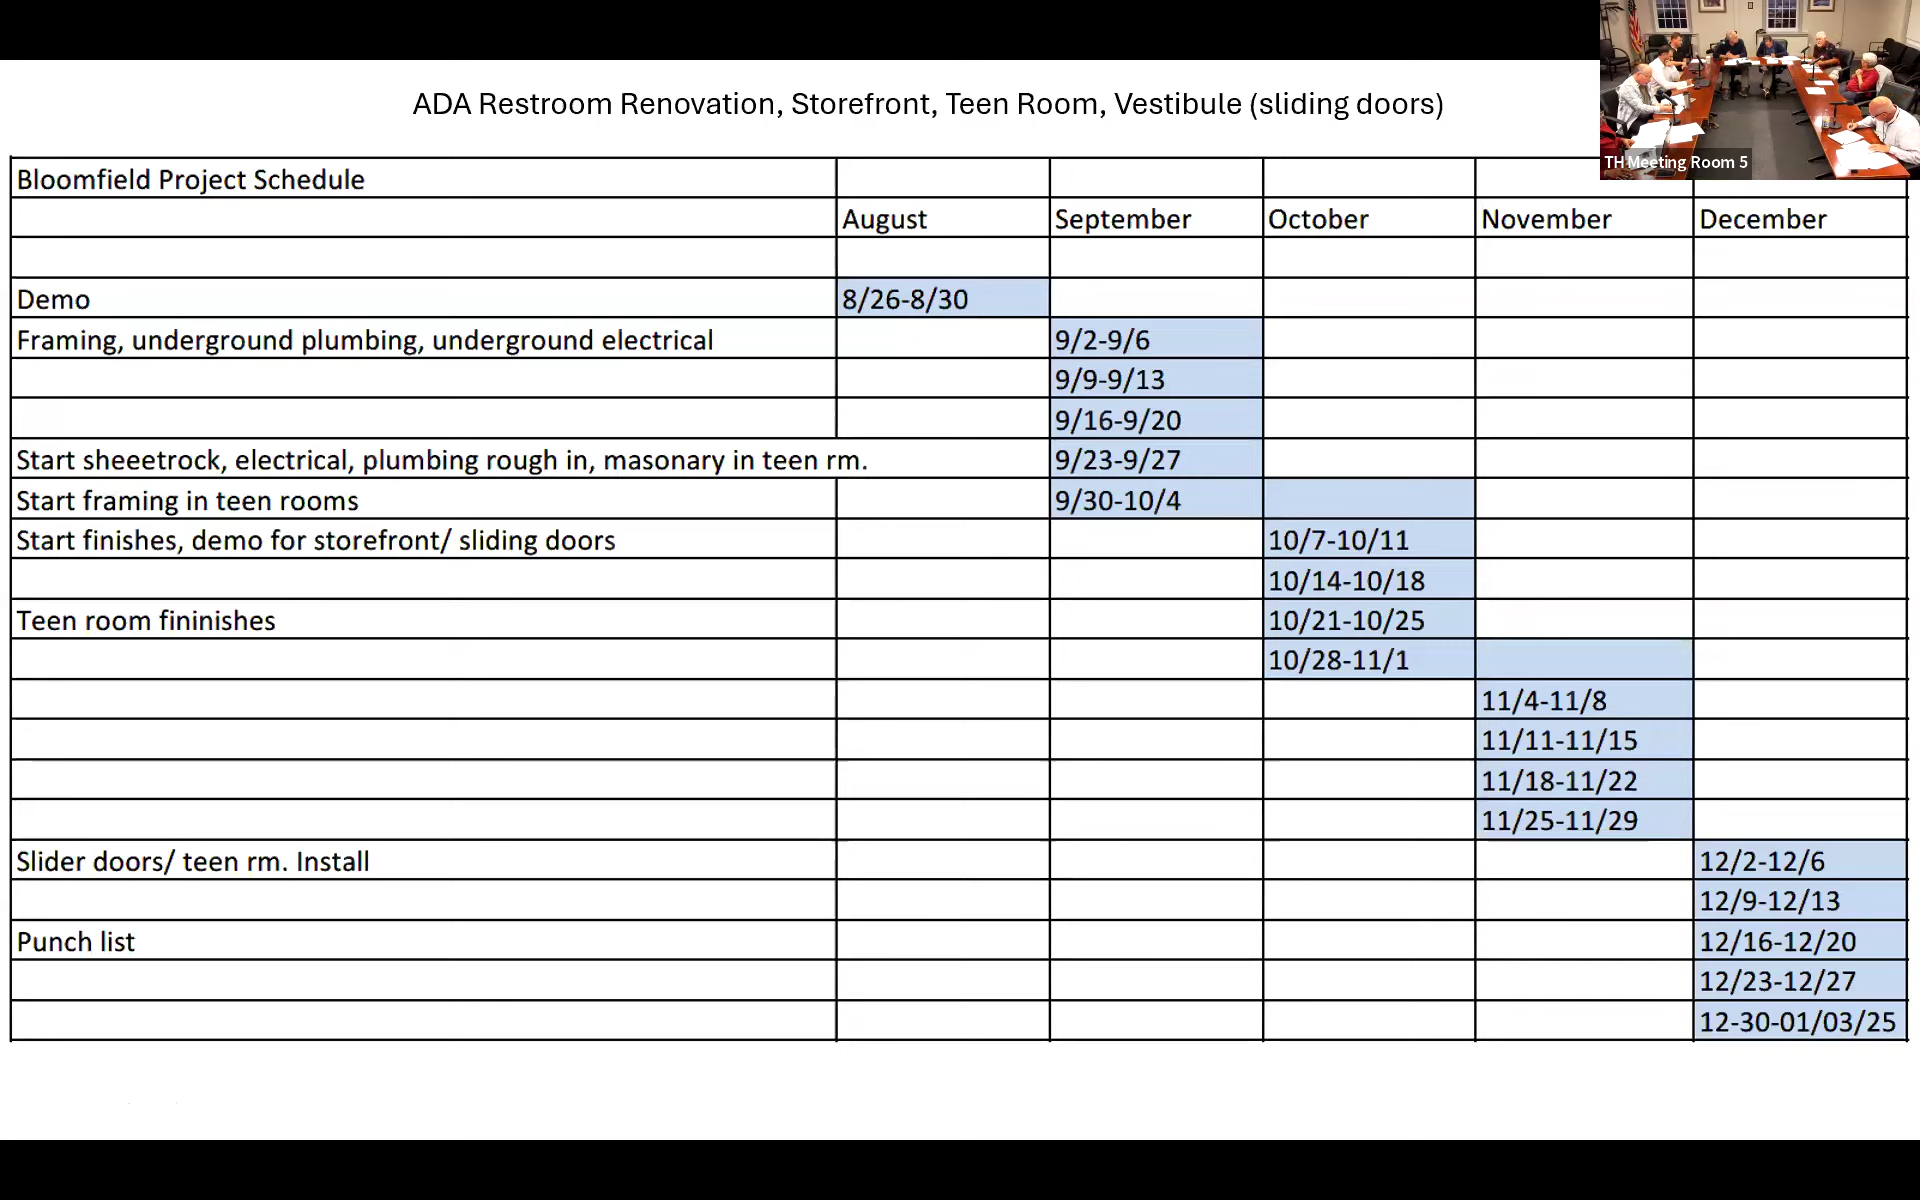 ADA Restroom Renovation, Storefront, Teen Room, Vestibule (sliding doors)
TH Meeting Room 5
Bloomfield Project Schedule
August September October November December
Demo 8/26-8/30
Framing, underground plumbing, underground electrical 9/2-9/6
9/9-9/13
9/16-9/20
Start sheeetrock, electrical, plumbing rough in, masonary in teen rm. 9/23-9/27
Start framing in teen rooms 9/30-10/4
Start finishes, demo for storefront/ sliding doors 10/7-10/11
10/14-10/18
Teen room fininishes 10/21-10/25
10/28-11/1
11/4-11/8
11/11-11/15
11/18-11/22
11/25-11/29
Slider doors/ teen rm. Install 12/2-12/6
12/9-12/13
Punch list 12/16-12/20
12/23-12/27
12-30-01/03/25